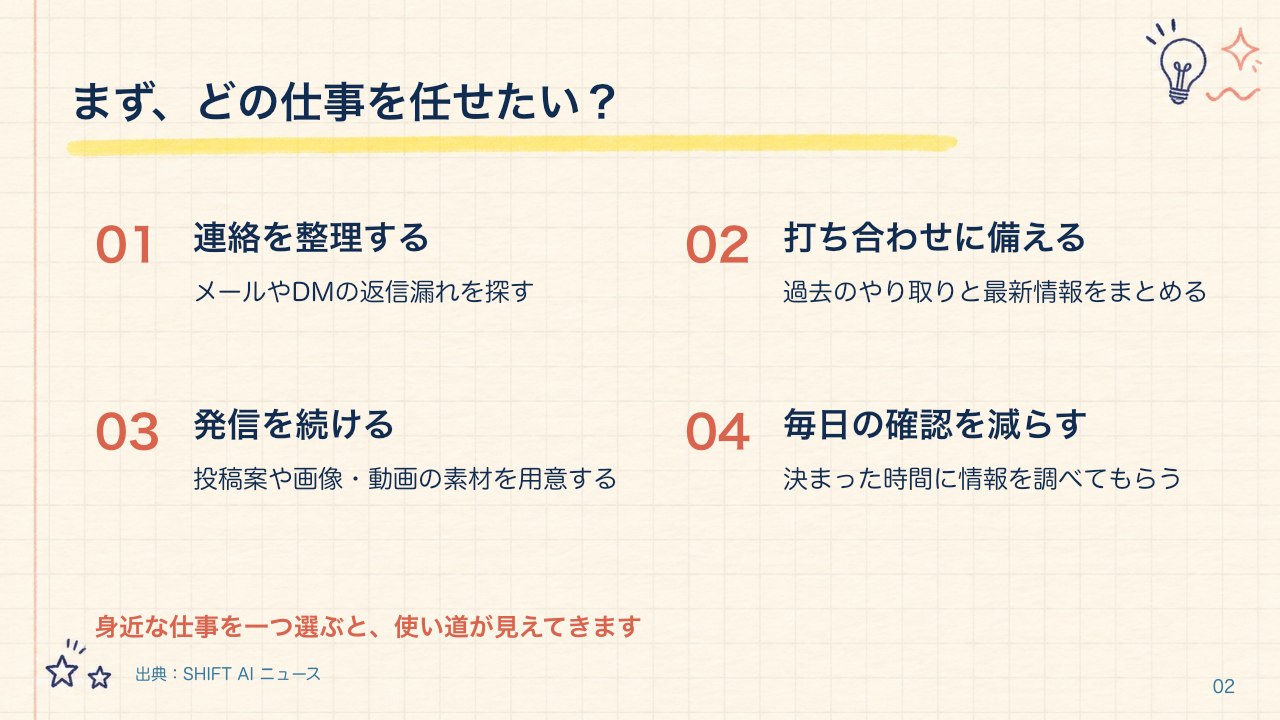 まず、どの仕事を任せたい？
01
連絡を整理する
メールやDMの返信漏れを探す
02
打ち合わせに備える
過去のやり取りと最新情報をまとめる
03
発信を続ける
投稿案や画像・動画の素材を用意する
04
毎日の確認を減らす
決まった時間に情報を調べてもらう
身近な仕事を一つ選ぶと、使い道が見えてきます
出典：SHIFT AI ニュース
02